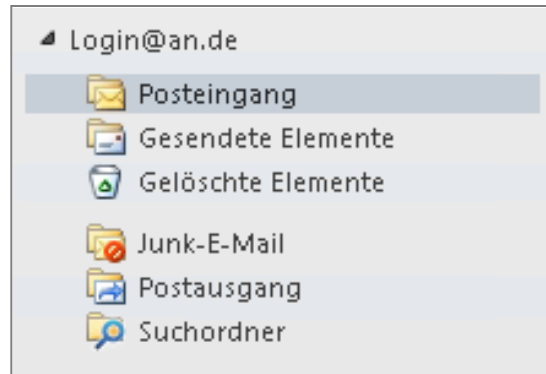 Login@an.de
Posteingang
Gesendete Elemente
Gelöschte Elemente
Junk-E-Mail
Postausgang
Suchordner